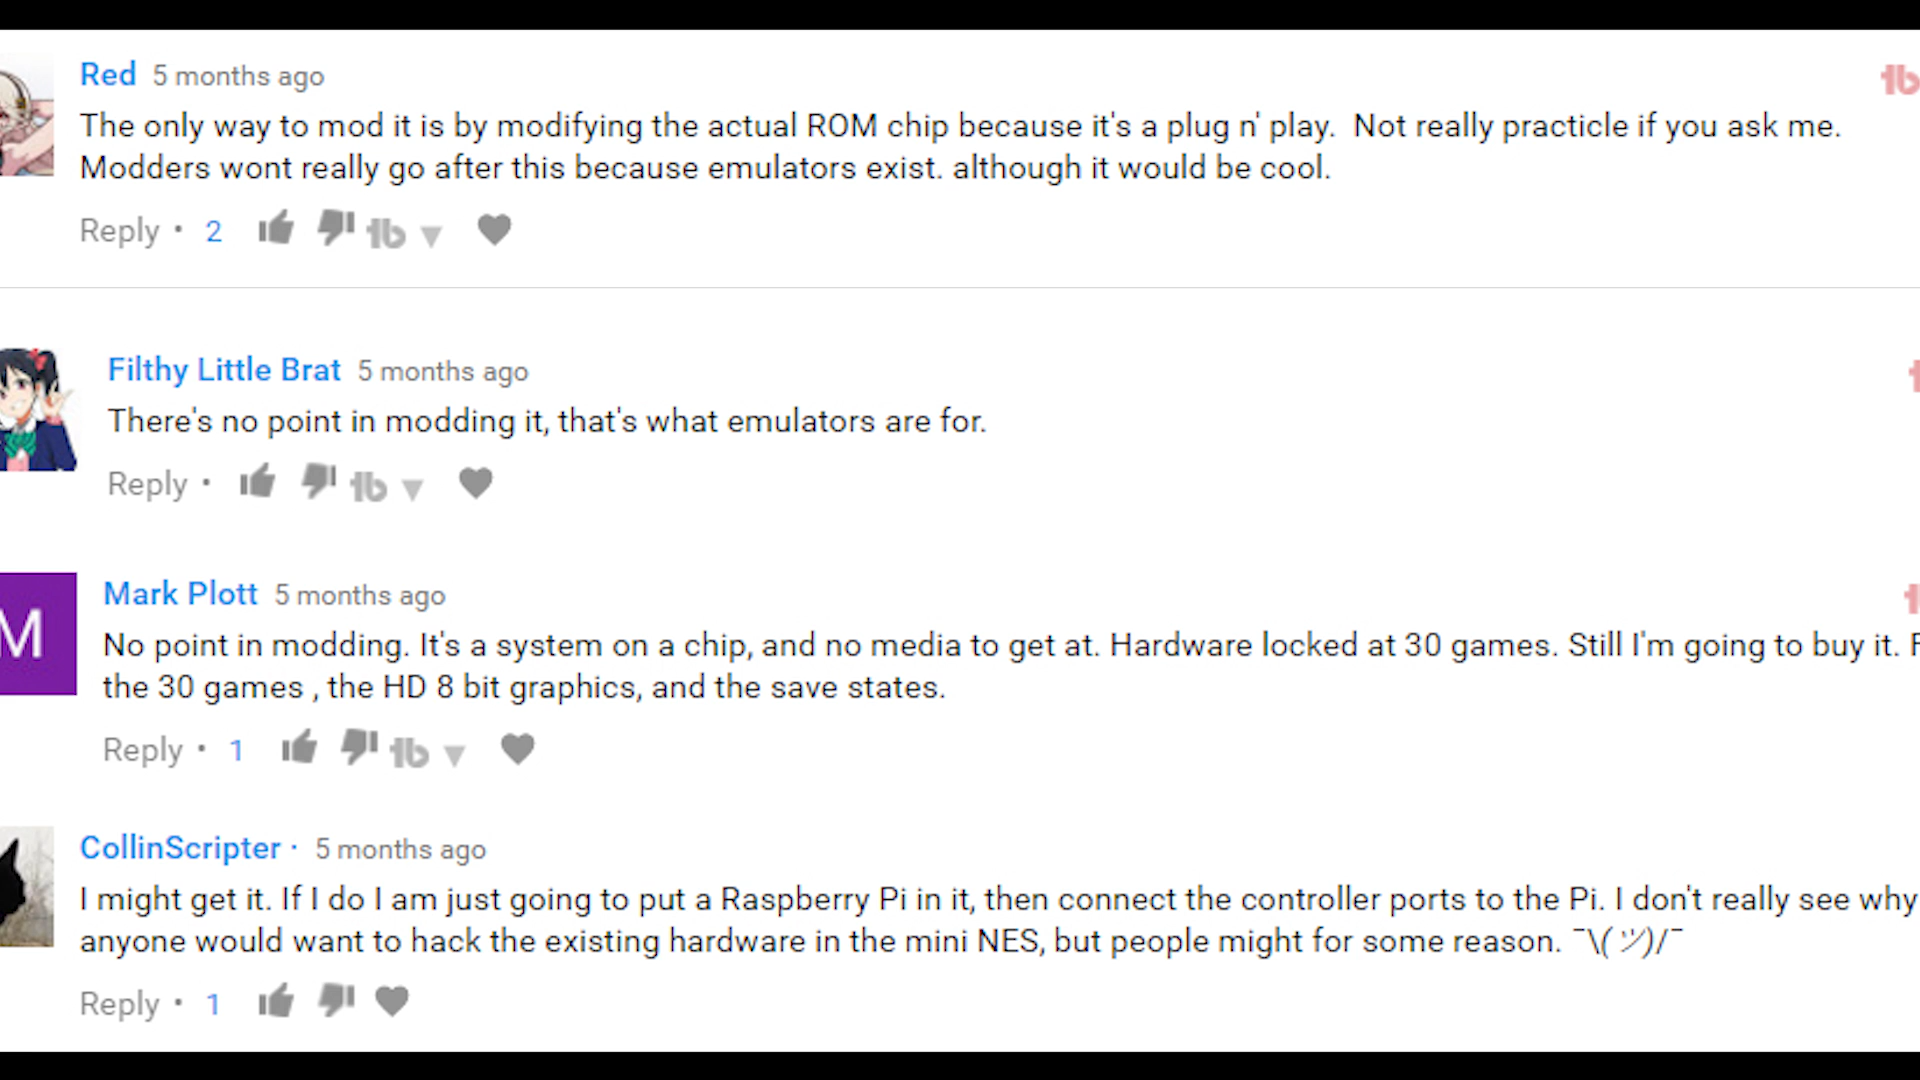 Red 5 months ago
The only way to mod it is by modifying the actual ROM chip because it's a plug n' play.  Not really practicle if you ask me.
Modders wont really go after this because emulators exist. although it would be cool.
Reply • 2 tb
Filthy Little Brat 5 months ago
There's no point in modding it, that's what emulators are for.
Reply • tb
M
Mark Plott 5 months ago
No point in modding. It's a system on a chip, and no media to get at. Hardware locked at 30 games. Still I'm going to buy it.
the 30 games , the HD 8 bit graphics, and the save states.
Reply • 1 tb
CollinScripter · 5 months ago
I might get it. If I do I am just going to put a Raspberry Pi in it, then connect the controller ports to the Pi. I don't really see why
anyone would want to hack the existing hardware in the mini NES, but people might for some reason. ¯\(ツ)/¯
Reply • 1